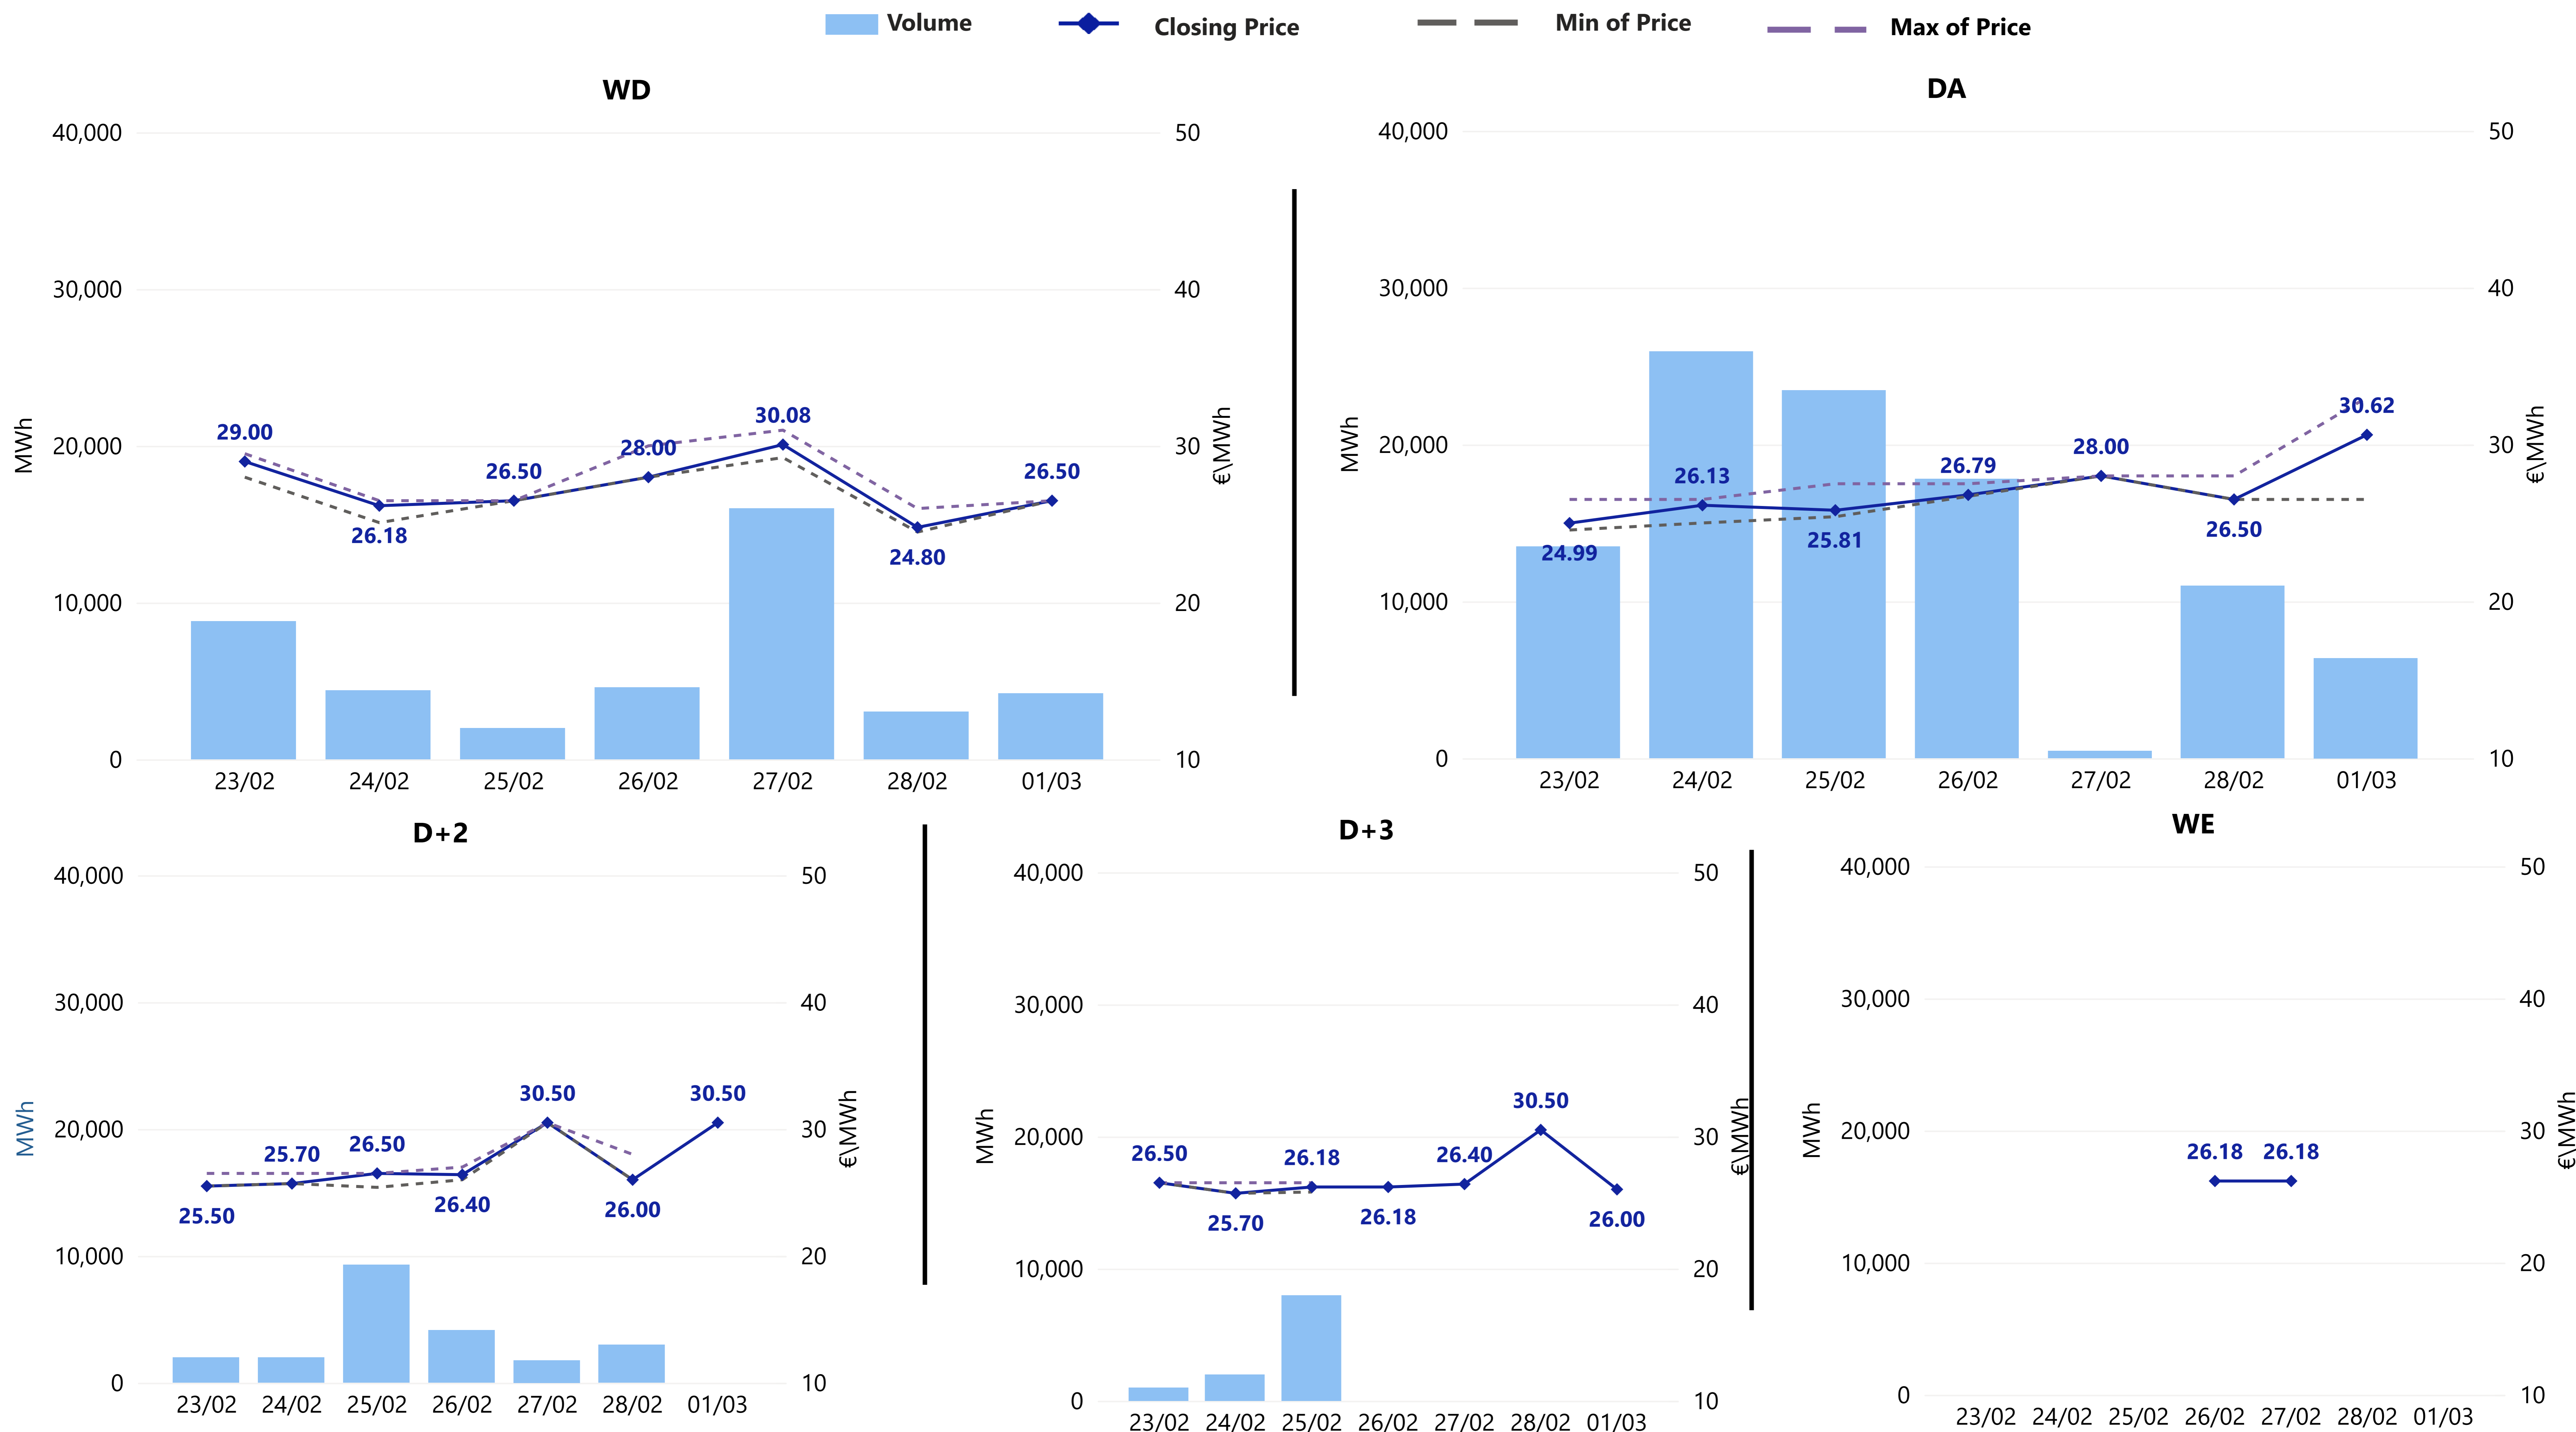 Volume Closing Price Min of Price Max of Price
WD
40,000 50
30,000 40
20,000 30
10,000 20
0 10
MWh
€\MWh
29.00 26.18 26.50 28.00 30.08 24.80 26.50
23/02 24/02 25/02 26/02 27/02 28/02 01/03
DA
40,000 50
30,000 40
20,000 30
10,000 20
0 10
MWh
€\MWh
24.99 26.13 25.81 26.79 28.00 26.50 30.62
23/02 24/02 25/02 26/02 27/02 28/02 01/03
D+2
40,000 50
30,000 40
20,000 30
10,000 20
0 10
MWh
€\MWh
25.50 25.70 26.50 26.40 30.50 26.00 30.50
23/02 24/02 25/02 26/02 27/02 28/02 01/03
D+3
40,000 50
30,000 40
20,000 30
10,000 20
0 10
MWh
€\MWh
26.50 25.70 26.18 26.18 26.40 30.50 26.00
23/02 24/02 25/02 26/02 27/02 28/02 01/03
WE
40,000 50
30,000 40
20,000 30
10,000 20
0 10
MWh
€\MWh
26.18 26.18
23/02 24/02 25/02 26/02 27/02 28/02 01/03